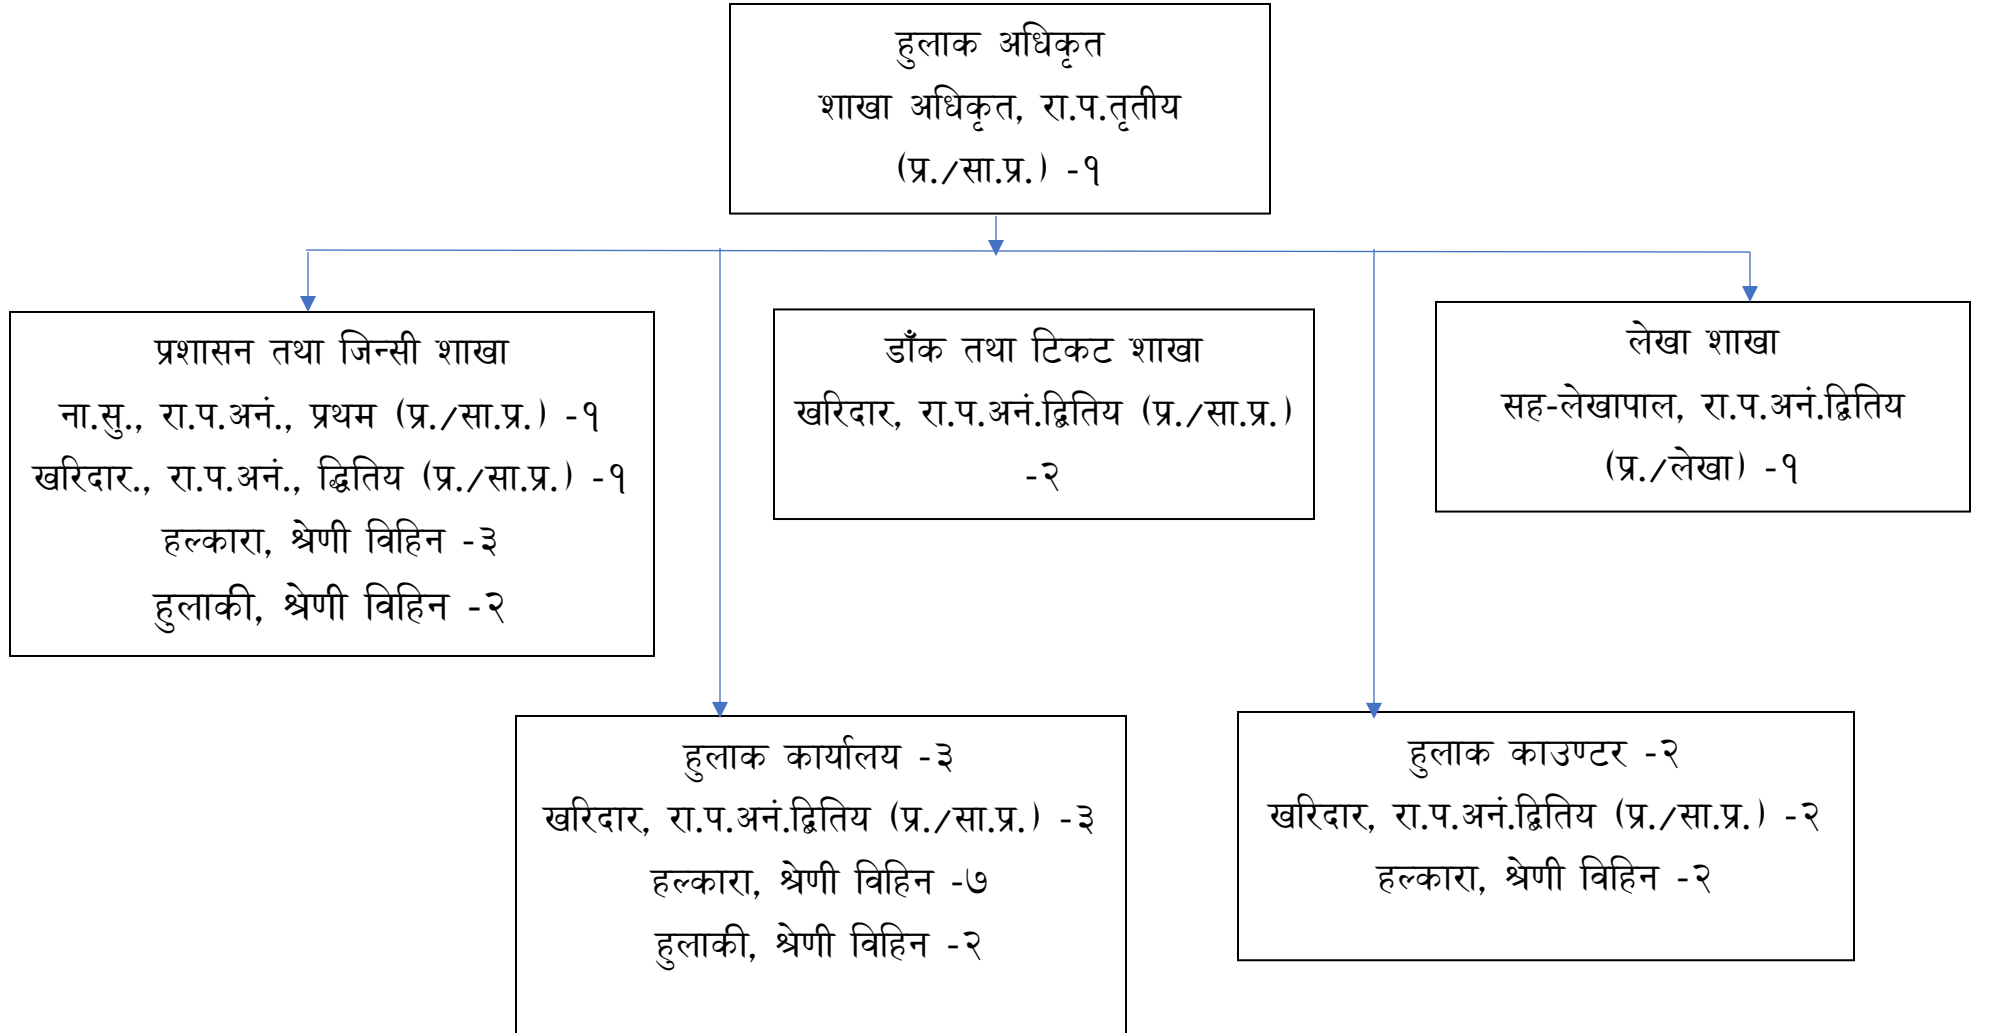 हुलाक अधिकृत
शाखा अधिकृत, रा.प.तृतीय
(प्र./सा.प्र.) -१
प्रशासन तथा जिन्सी शाखा
ना.सु., रा.प.अनं., प्रथम (प्र./सा.प्र.) -१
खरिदार., रा.प.अनं., द्धितिय (प्र./सा.प्र.) -१
हल्कारा, श्रेणी विहिन -३
हुलाकी, श्रेणी विहिन -२
डाँक तथा टिकट शाखा
खरिदार, रा.प.अनं.द्वितिय (प्र./सा.प्र.)
-२
लेखा शाखा
सह-लेखापाल, रा.प.अनं.द्वितिय
(प्र./लेखा) -१
हुलाक कार्यालय -३
खरिदार, रा.प.अनं.द्वितिय (प्र./सा.प्र.) -३
हल्कारा, श्रेणी विहिन -७
हुलाकी, श्रेणी विहिन -२
हुलाक काउण्टर -२
खरिदार, रा.प.अनं.द्वितिय (प्र./सा.प्र.) -२
हल्कारा, श्रेणी विहिन -२